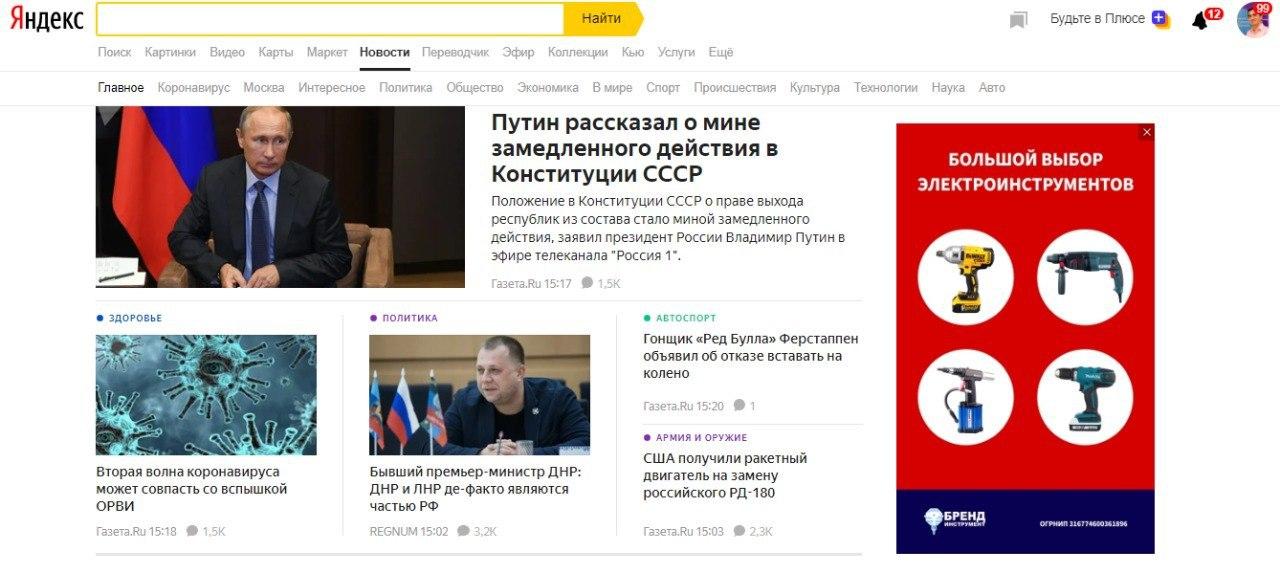 Яндекс
Найти
Будьте в Плюсе
12
99
Поиск Картинки Видео Карты Маркет Новости Переводчик Эфир Коллекции Кью Услуги Ещё
Главное Коронавирус Москва Интересное Политика Общество Экономика В мире Спорт Происшествия Культура Технологии Наука Авто
Путин рассказал о мине
замедленного действия в
Конституции СССР
Положение в Конституции СССР о праве выхода
республик из состава стало миной замедленного
действия, заявил президент России Владимир Путин в
эфире телеканала "Россия 1".
Газета.Ru 15:17 1,5K
ЗДОРОВЬЕ
Вторая волна коронавируса
может совпасть со вспышкой
ОРВИ
Газета.Ru 15:18 1,5K
ПОЛИТИКА
Бывший премьер-министр ДНР:
ДНР и ЛНР де-факто являются
частью РФ
REGNUM 15:02 3,2K
АВТОСПОРТ
Гонщик «Ред Булла» Ферстаппен
объявил об отказе вставать на
колено
Газета.Ru 15:20 1
АРМИЯ И ОРУЖИЕ
США получили ракетный
двигатель на замену
российского РД-180
Газета.Ru 15:03 2,3K
БОЛЬШОЙ ВЫБОР
ЭЛЕКТРОИНСТРУМЕНТОВ
DEWALT
makita
БРЕНД
ИНСТРУМЕНТ
ОГРНИП 316774600361896